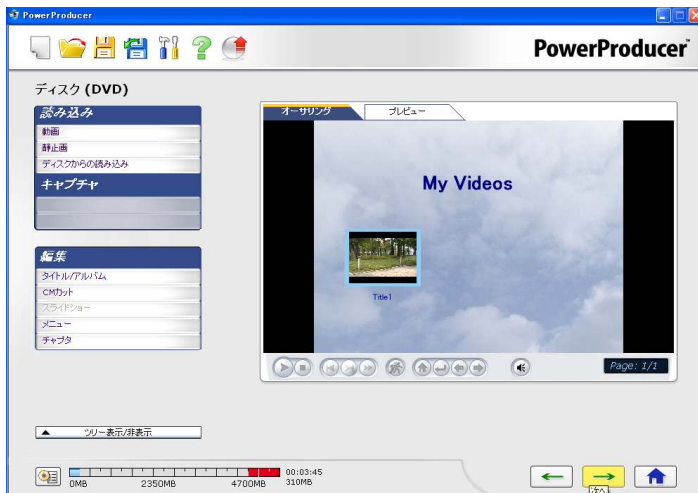 PowerProducer
PowerProducer™
ディスク (DVD)
読み込み
動画
静止画
ディスクからの読み込み
キャプチャ
編集
タイトル/アルバム
CMカット
スライドショー
メニュー
チャプタ
オーサリング
プレビュー
My Videos
Title1
Page: 1/1
ツリー表示/非表示
0MB
2350MB
4700MB
00:03:45
310MB
次へ